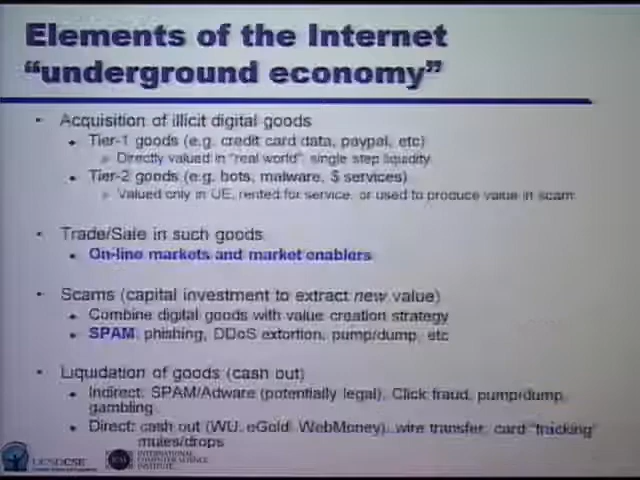 Elements of the Internet
“underground economy”
• Acquisition of illicit digital goods
• Tier-1 goods (e.g. credit card data, paypal, etc)
» Directly valued in “real world”, single step liquidity
• Tier-2 goods (e.g. bots, malware, $ services)
» Valued only in UE, rented for service, or used to produce value in scam
• Trade/Sale in such goods
• On-line markets and market enablers
• Scams (capital investment to extract new value)
• Combine digital goods with value creation strategy
• SPAM, phishing, DDoS extortion, pump/dump, etc
• Liquidation of goods (cash out)
• Indirect: SPAM/Adware (potentially legal), Click fraud, pump/dump,
gambling
• Direct: cash out (WU, eGold, WebMoney), wire transfer, card “tracking”
mules/drops
UCSDCSE
INTERNATIONAL
COMPUTER SCIENCE
INSTITUTE